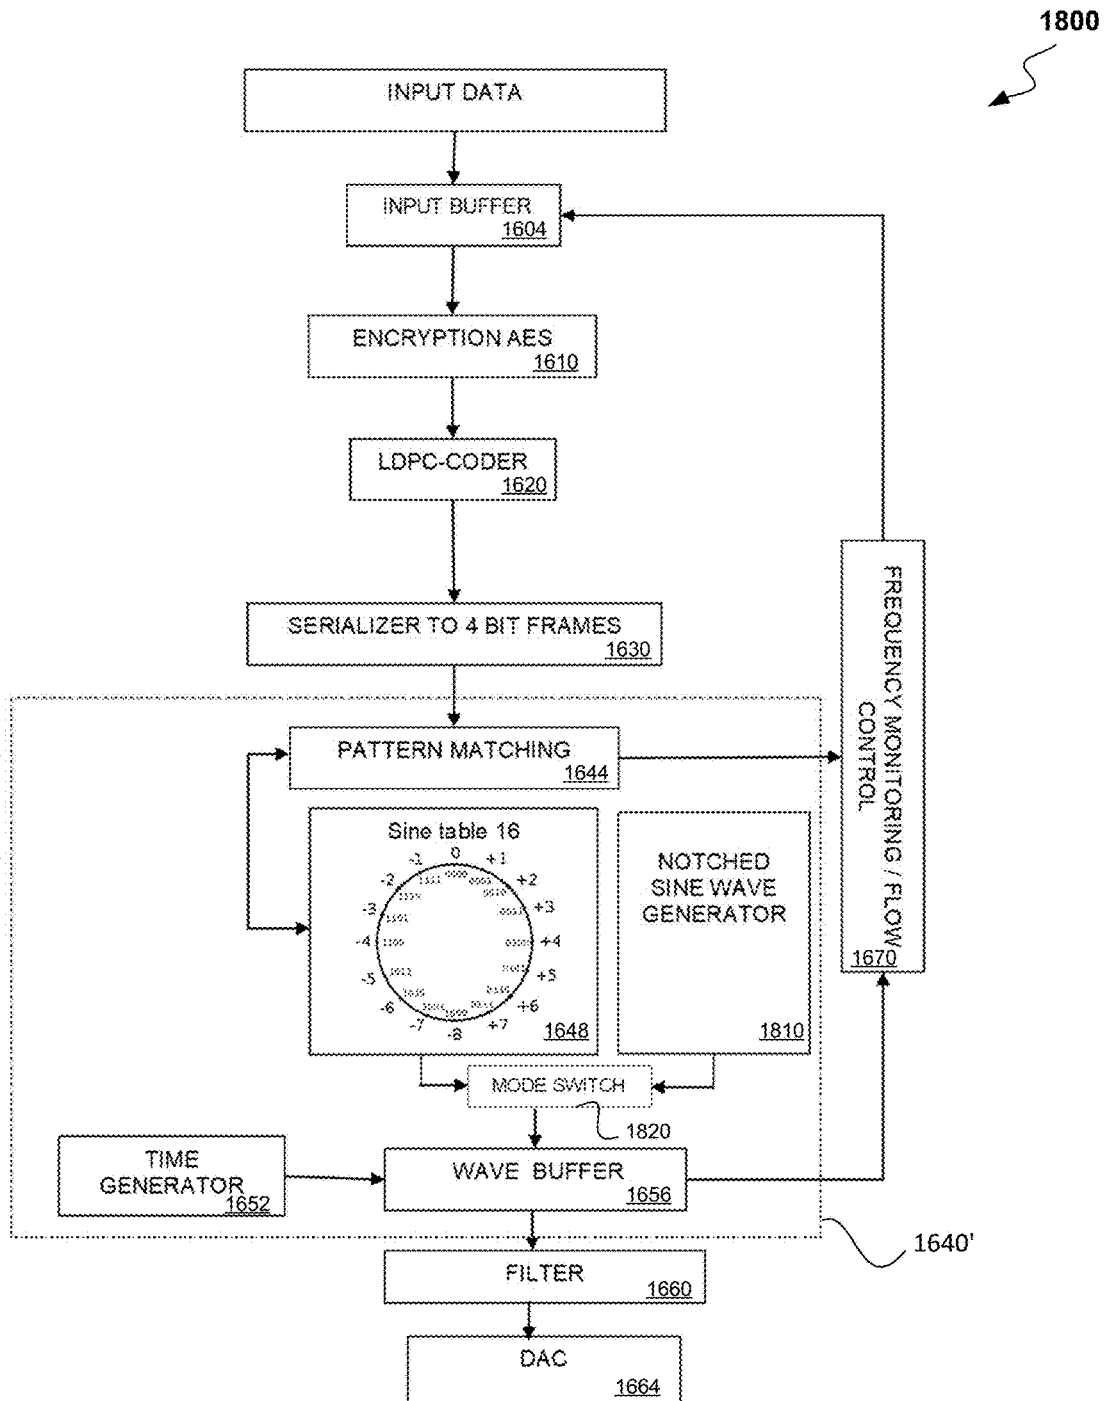 1800
INPUT DATA
INPUT BUFFER
1604
ENCRYPTION AES
1610
LDPC-CODER
1620
SERIALIZER TO 4 BIT FRAMES
1630
PATTERN MATCHING
1644
Sine table 16
0
-1
+1
-2
+2
-3
+3
-4
+4
-5
+5
-6
+6
-7
+7
-8
0000
1100
1000
1648
NOTCHED
SINE WAVE
GENERATOR
1810
FREQUENCY MONITORING / FLOW
CONTROL
1670
MODE SWITCH
1820
TIME
GENERATOR
1652
WAVE BUFFER
1656
1640'
FILTER
1660
DAC
1664